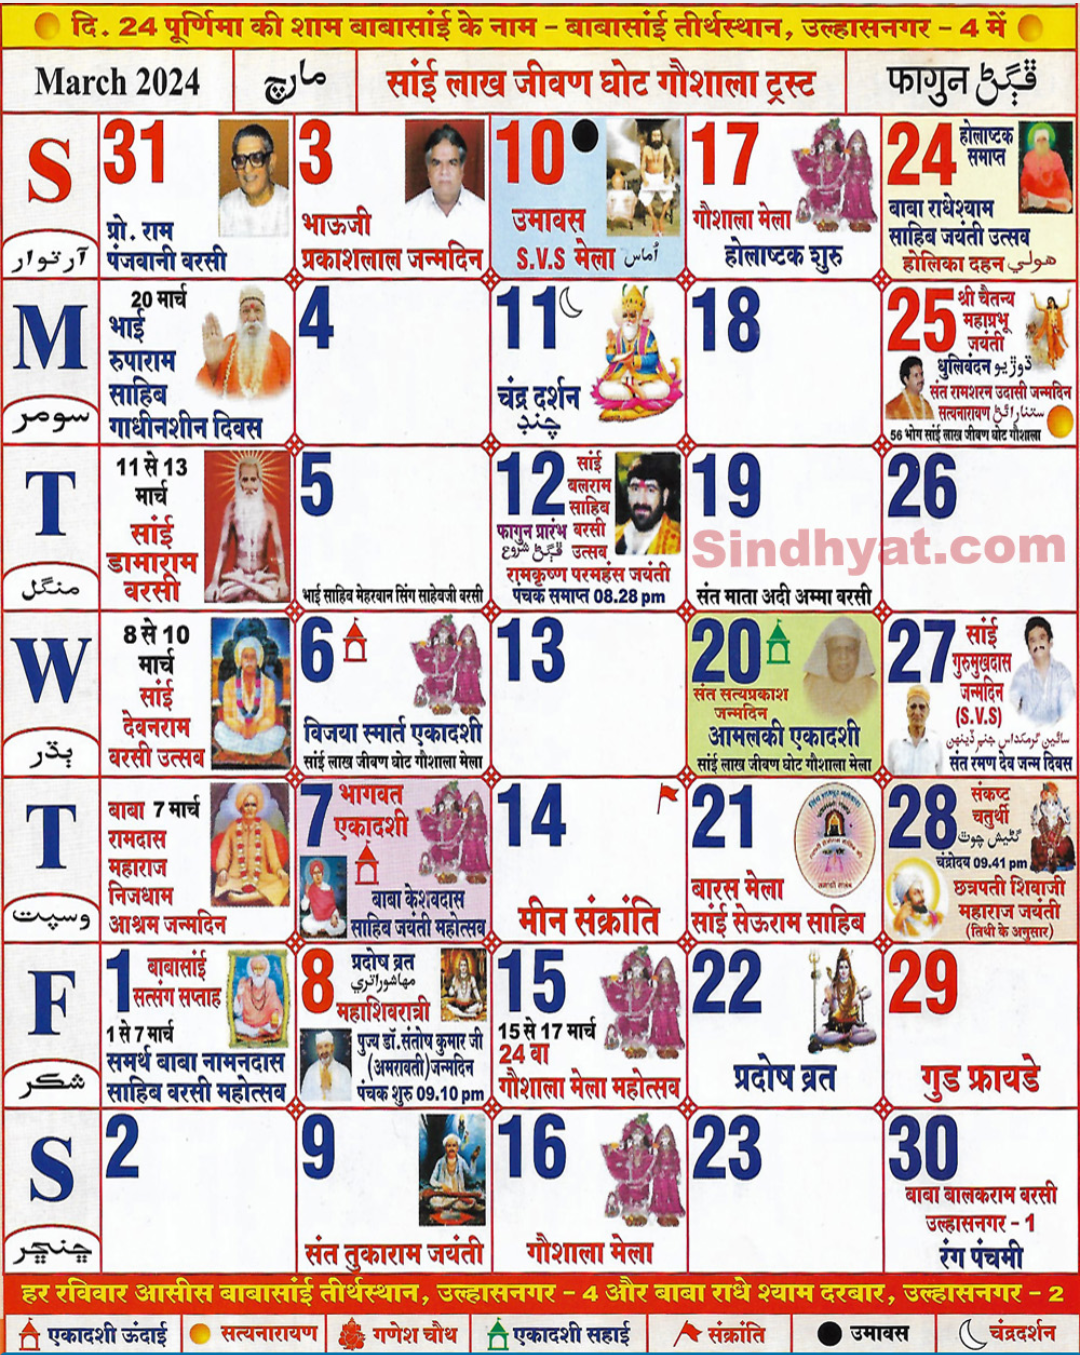 दि. 24 पूर्णिमा की शाम बाबासांई के नाम - बाबासांई तीर्थस्थान, उल्हासनगर - 4 में
March 2024
مارچ
सांई लाख जीवण घोट गौशाला ट्रस्ट
फागुन ڦڳڻ
S
آرتوار
31
प्रो. राम
पंजवानी वरसी
3
भाऊजी
प्रकाशलाल जन्मदिन
10
उमावस
S.V.S मेला اُماس
17
गौशाला मेला
होलाष्टक शुरु
24
होलाष्टक
समाप्त
बाबा राधेश्याम
साहिब जयंती उत्सव
होलिका दहन هولي
M
سومر
20 मार्च
भाई
रुपाराम
साहिब
गाधीनशीन दिवस
4
11
चंद्र दर्शन
چنڊ
18
25
श्री चैतन्य
महाप्रभू
जयंती
धुलिबंदन ڌوڙيو
संत रामशरन उदासी जन्मदिन
सत्यनारायण ستنارائڻ
56 भोग सांई लाख जीवण घोट गौशाला
T
منگل
11 से 13
मार्च
सांई
डामाराम
वरसी
5
भाई साहिब मेहरबान सिंग साहेबजी वरसी
12
सांई
बलराम
साहिब
फागुन प्रारंभ वरसी
ڦڳڻ شروع उत्सव
रामकृष्ण परमहंस जयंती
पंचक समाप्त 08.28 pm
19
Sindhyat.com
संत माता अदी अम्मा वरसी
26
W
ٻڌر
8 से 10
मार्च
सांई
देवनराम
वरसी उत्सव
6
विजया स्मार्त एकादशी
सांई लाख जीवण घोट गौशाला मेला
13
20
संत सत्यप्रकाश
जन्मदिन
आमलकी एकादशी
सांई लाख जीवण घोट गौशाला मेला
27
सांई
गुरुमुखदास
जन्मदिन
(S.V.S)
سائين گرمکداس جنم ڏينهن
संत रमण देव जन्म दिवस
T
وسپت
बाबा 7 मार्च
रामदास
महाराज
निजधाम
आश्रम जन्मदिन
7
भागवत
एकादशी
बाबा केशवदास
साहिब जयंती महोत्सव
14
मीन संक्रांति
21
बारस मेला
सांई सेऊराम साहिब
28
संकष्ट
चतुर्थी
گڻيش چوٿ
चंद्रोदय 09.41 pm
छत्रपती शिवाजी
महाराज जयंती
(तिथी के अनुसार)
F
شڪر
1
बाबासांई
सत्संग सप्ताह
1 से 7 मार्च
समर्थ बाबा नामनदास
साहिब वरसी महोत्सव
8
प्रदोष व्रत
مهاشوراتري
महाशिवरात्री
पुज्य डॉ.संतोष कुमार जी
(अमरावती)जन्मदिन
पंचक शुरु 09.10 pm
15
15 से 17 मार्च
24 वा
गौशाला मेला महोत्सव
22
प्रदोष व्रत
29
गुड फ्रायडे
S
ڇنڇر
2
9
संत तुकाराम जयंती
16
गौशाला मेला
23
30
बाबा बालकराम वरसी
उल्हासनगर - 1
रंग पंचमी
हर रविवार आसीस बाबासांई तीर्थस्थान, उल्हासनगर - 4 और बाबा राधे श्याम दरबार, उल्हासनगर - 2
एकादशी ऊंदाई
सत्यनारायण
गणेश चौथ
एकादशी सहाई
संक्रांति
उमावस
चंद्रदर्शन